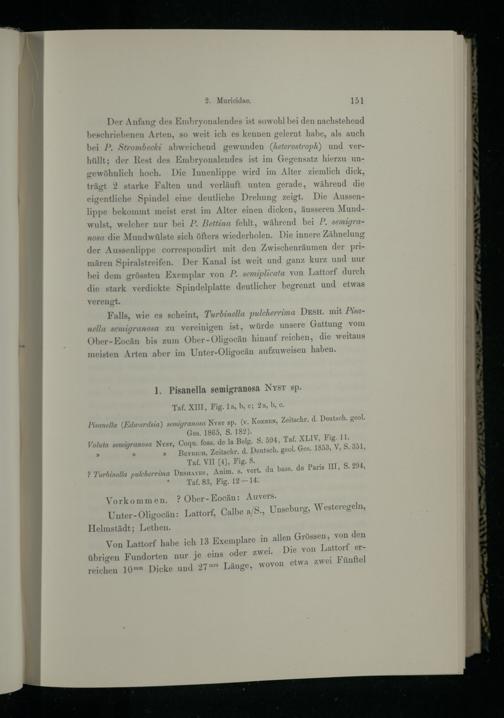 2. Muricidae. 151
Der Anfang des Embryonalendes ist sowohl bei den nachstehend
beschriebenen Arten, so weit ich es kennen gelernt habe, als auch
bei P. Strombecki abweichend gewunden (heterostroph) und ver-
hüllt; der Rest des Embryonalendes ist im Gegensatz hierzu un-
gewöhnlich hoch. Die Innenlippe wird im Alter ziemlich dick,
trägt 2 starke Falten und verläuft unten gerade, während die
eigentliche Spindel eine deutliche Drehung zeigt. Die Aussen-
lippe bekommt meist erst im Alter einen dicken, äusseren Mund-
wulst, welcher nur bei P. Bettina fehlt, während bei P. semigra-
nosa die Mundwülste sich öfters wiederholen. Die innere Zähnelung
der Aussenlippe correspondirt mit den Zwischenräumen der pri-
mären Spiralstreifen. Der Kanal ist weit und ganz kurz und nur
bei dem grössten Exemplar von P. semiplicata von Lattorf durch
die stark verdickte Spindelplatte deutlicher begrenzt und etwas
verengt.
Falls, wie es scheint, Turbinella pulcherrima Desh. mit Pisa-
nella semigranosa zu vereinigen ist, würde unsere Gattung vom
Ober-Eocän bis zum Ober-Oligocän hinauf reichen, die weitaus
meisten Arten aber im Unter-Oligocän aufzuweisen haben.
1. Pisanella semigranosa Nyst sp.
Taf. XIII, Fig. 1a, b, c; 2a, b, c.
Pisanella (Edwardsia) semigranosa Nyst sp. (v. Koenen, Zeitschr. d. Deutsch. geol.
Ges. 1865, S. 182).
Voluta semigranosa Nyst, Coqu. foss. de la Belg. S. 594, Taf. XLIV, Fig. 11.
» » » Beyrich, Zeitschr. d. Deutsch. geol. Ges. 1853, V, S. 351,
Taf. VII [4], Fig. 8.
? Turbinella pulcherrima Deshayes, Anim. s. vert. du bass. de Paris III, S. 294,
Taf. 83, Fig. 12—14.
Vorkommen. ? Ober-Eocän: Auvers.
Unter-Oligocän: Lattorf, Calbe a/S., Unseburg, Westeregeln,
Helmstädt; Lethen.
Von Lattorf habe ich 13 Exemplare in allen Grössen, von den
übrigen Fundorten nur je eins oder zwei. Die von Lattorf er-
reichen 10mm Dicke und 27mm Länge, wovon etwa zwei Fünftel